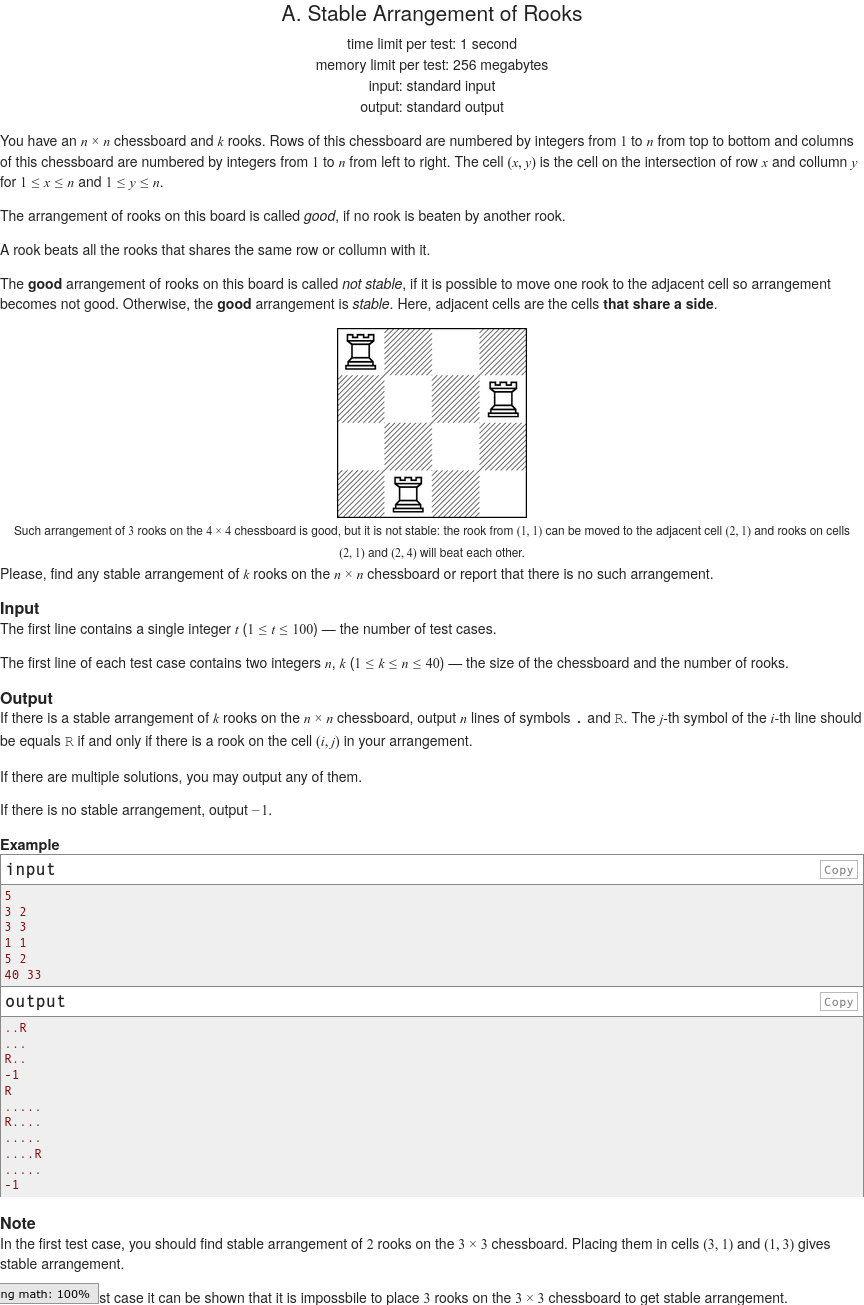 A. Stable Arrangement of Rooks
time limit per test: 1 second
memory limit per test: 256 megabytes
input: standard input
output: standard output
You have an n × n chessboard and k rooks. Rows of this chessboard are numbered by integers from 1 to n from top to bottom and columns
of this chessboard are numbered by integers from 1 to n from left to right. The cell (x, y) is the cell on the intersection of row x and collumn y
for 1 ≤ x ≤ n and 1 ≤ y ≤ n.
The arrangement of rooks on this board is called good, if no rook is beaten by another rook.
A rook beats all the rooks that shares the same row or collumn with it.
The good arrangement of rooks on this board is called not stable, if it is possible to move one rook to the adjacent cell so arrangement
becomes not good. Otherwise, the good arrangement is stable. Here, adjacent cells are the cells that share a side.
Such arrangement of 3 rooks on the 4 × 4 chessboard is good, but it is not stable: the rook from (1, 1) can be moved to the adjacent cell (2, 1) and rooks on cells
(2, 1) and (2, 4) will beat each other.
Please, find any stable arrangement of k rooks on the n × n chessboard or report that there is no such arrangement.
Input
The first line contains a single integer t (1 ≤ t ≤ 100) — the number of test cases.
The first line of each test case contains two integers n, k (1 ≤ k ≤ n ≤ 40) — the size of the chessboard and the number of rooks.
Output
If there is a stable arrangement of k rooks on the n × n chessboard, output n lines of symbols . and R. The j-th symbol of the i-th line should
be equals R if and only if there is a rook on the cell (i, j) in your arrangement.
If there are multiple solutions, you may output any of them.
If there is no stable arrangement, output −1.
Example
input Copy
5
3 2
3 3
1 1
5 2
40 33
output Copy
..R
...
R..
-1
R
.....
R....
.....
....R
.....
-1
Note
In the first test case, you should find stable arrangement of 2 rooks on the 3 × 3 chessboard. Placing them in cells (3, 1) and (1, 3) gives
stable arrangement.
ng math: 100% st case it can be shown that it is impossbile to place 3 rooks on the 3 × 3 chessboard to get stable arrangement.